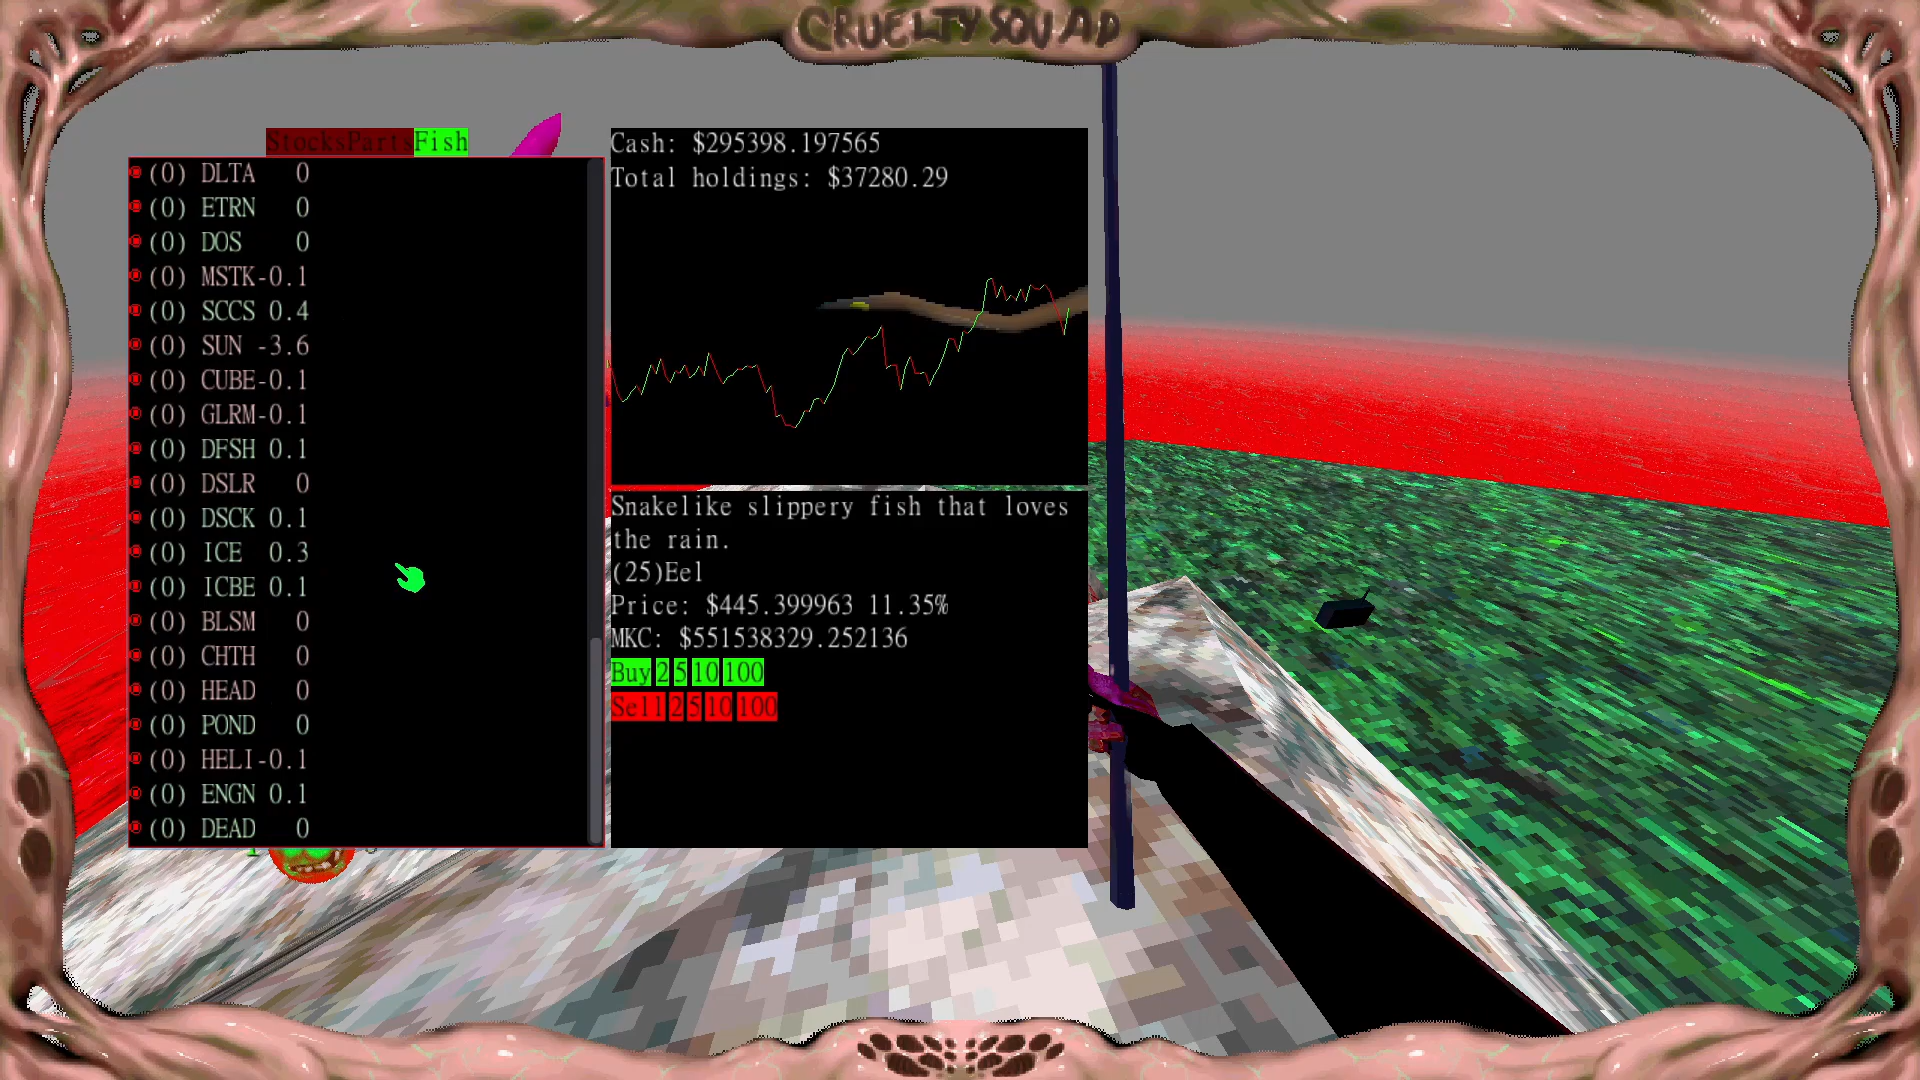 CRUELTY SQUAD
StocksPartsFish
(0) DLTA 0
(0) ETRN 0
(0) DOS 0
(0) MSTK-0.1
(0) SCCS 0.4
(0) SUN -3.6
(0) CUBE-0.1
(0) GLRM-0.1
(0) DFSH 0.1
(0) DSLR 0
(0) DSCK 0.1
(0) ICE 0.3
(0) ICBE 0.1
(0) BLSM 0
(0) CHTH 0
(0) HEAD 0
(0) POND 0
(0) HELI-0.1
(0) ENGN 0.1
(0) DEAD 0
Cash: $295398.197565
Total holdings: $37280.29
Snakelike slippery fish that loves
the rain.
(25)Eel
Price: $445.399963 11.35%
MKC: $551538329.252136
Buy 2 5 10 100
Sell 2 5 10 100